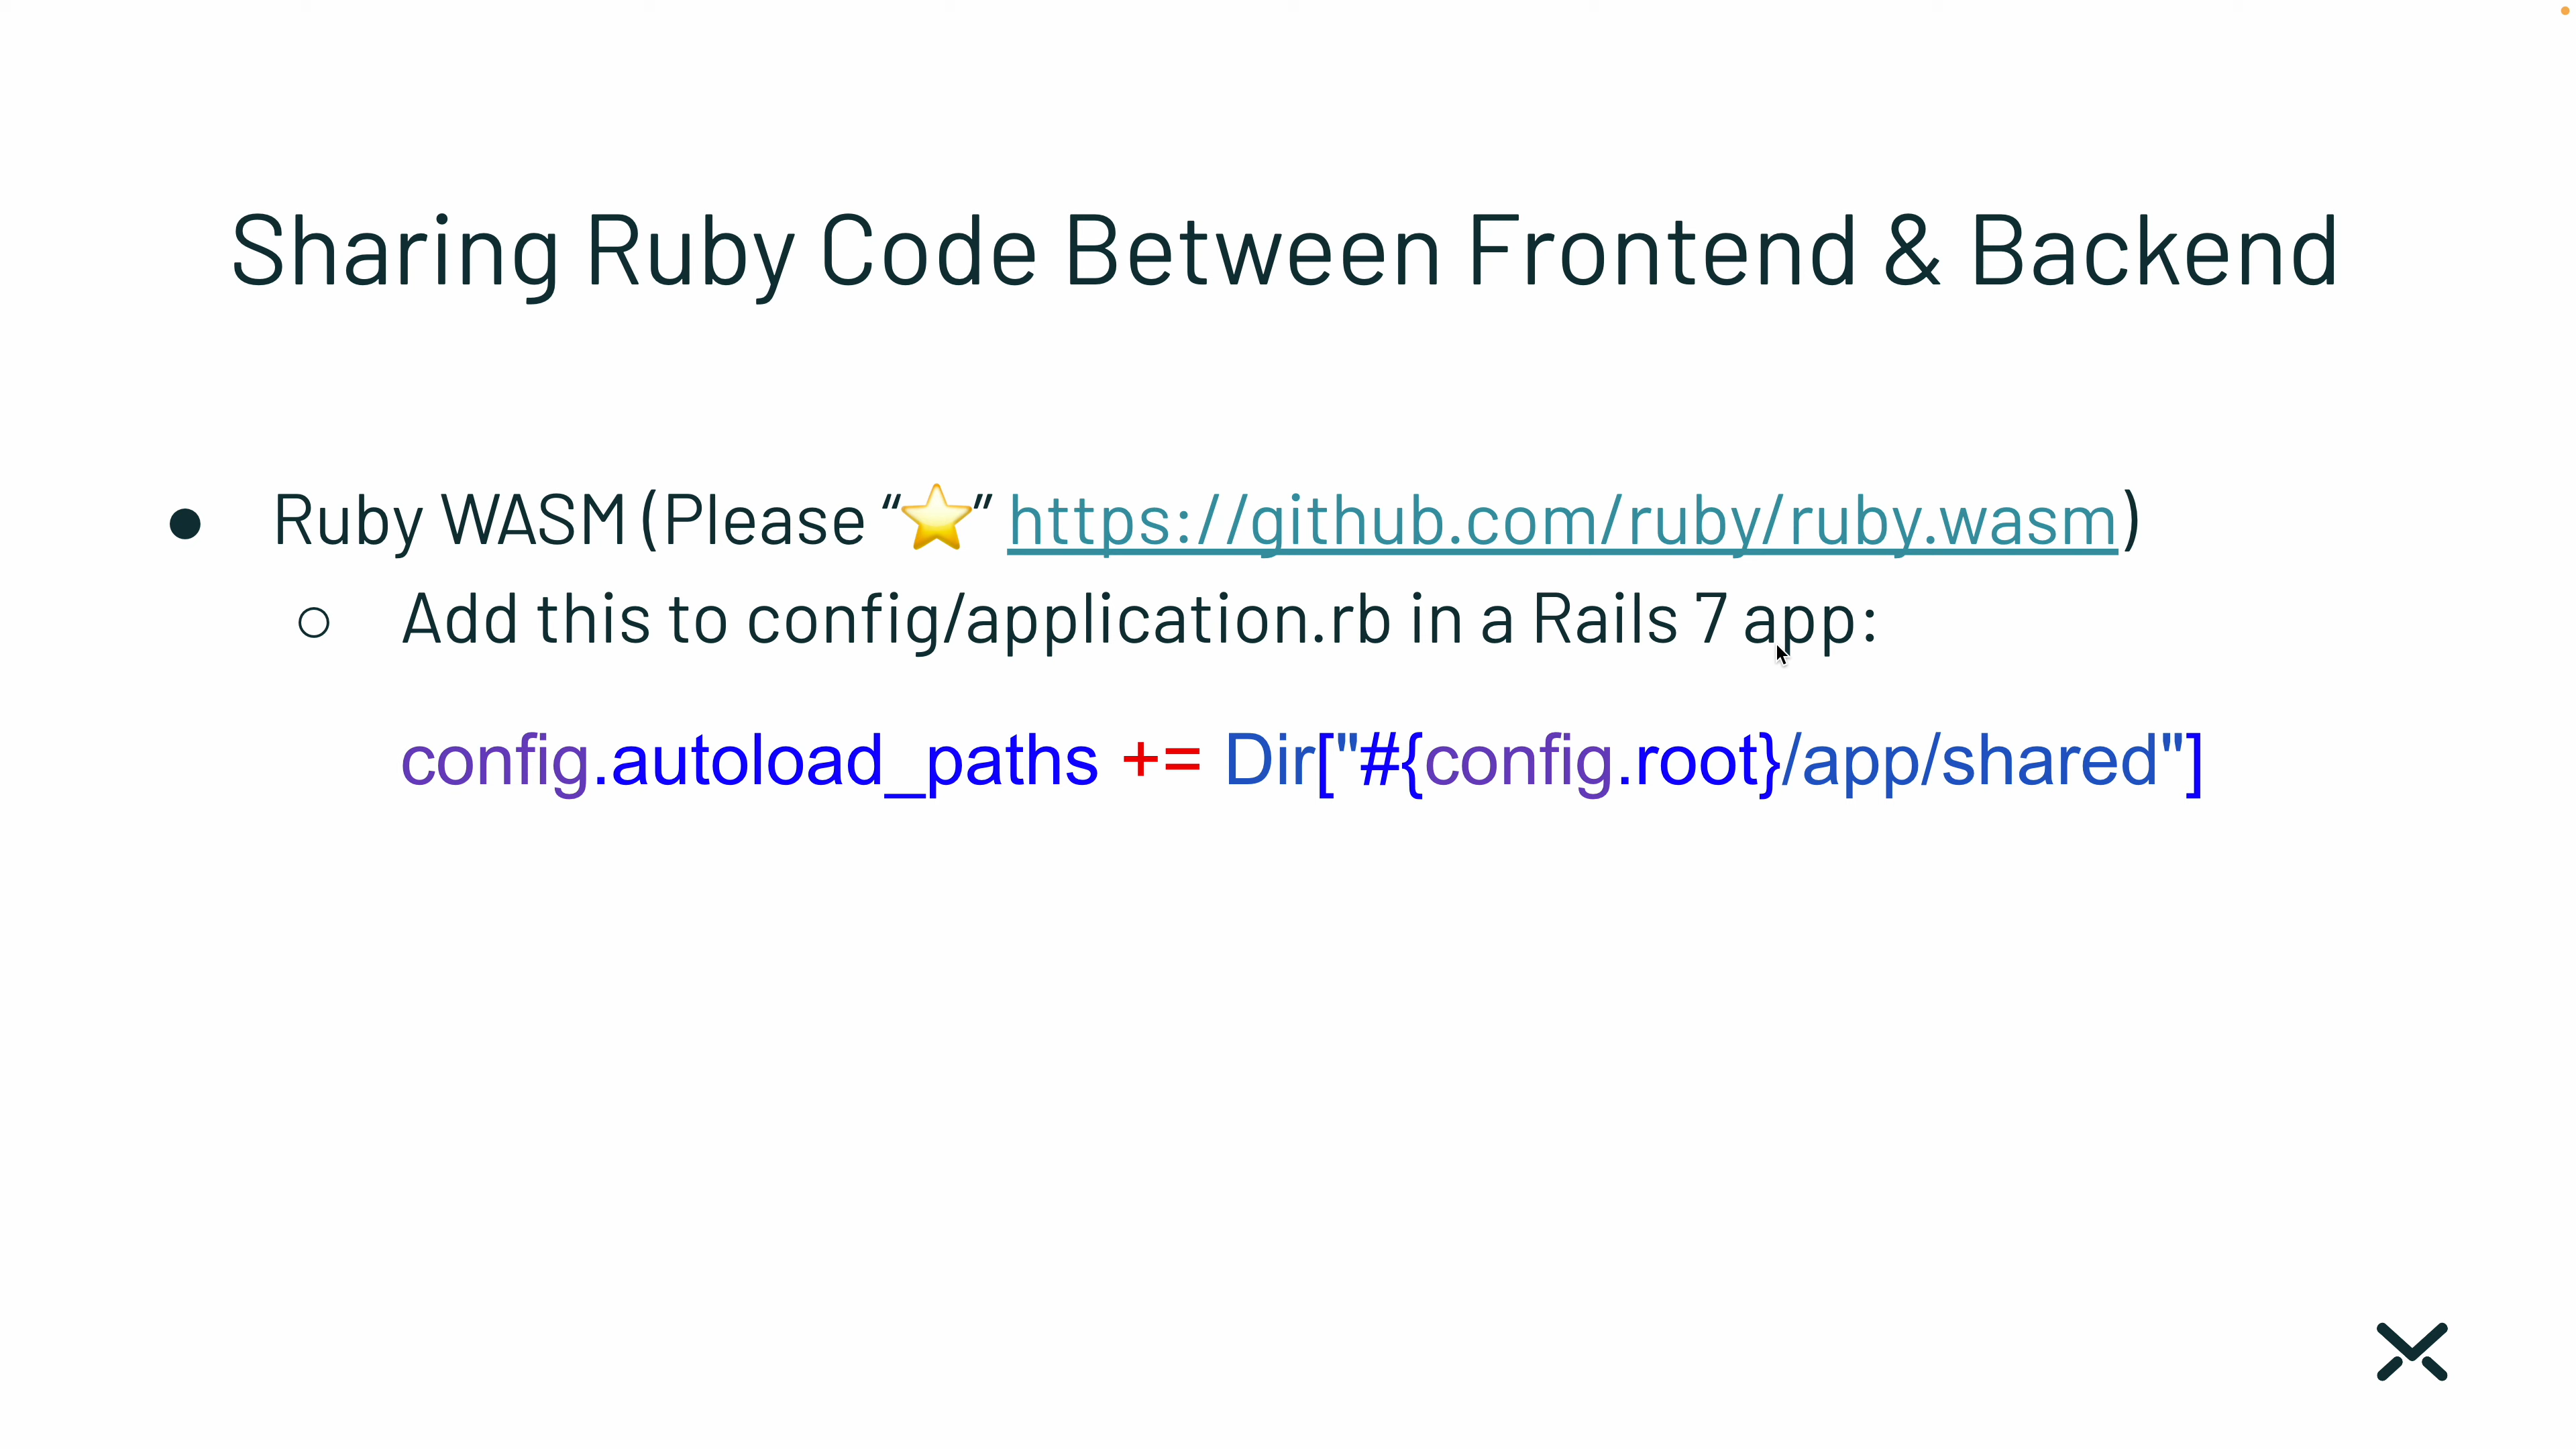 Sharing Ruby Code Between Frontend & Backend
● Ruby WASM (Please “⭐” https://github.com/ruby/ruby.wasm)
○ Add this to config/application.rb in a Rails 7 app:
config.autoload_paths += Dir["#{config.root}/app/shared"]